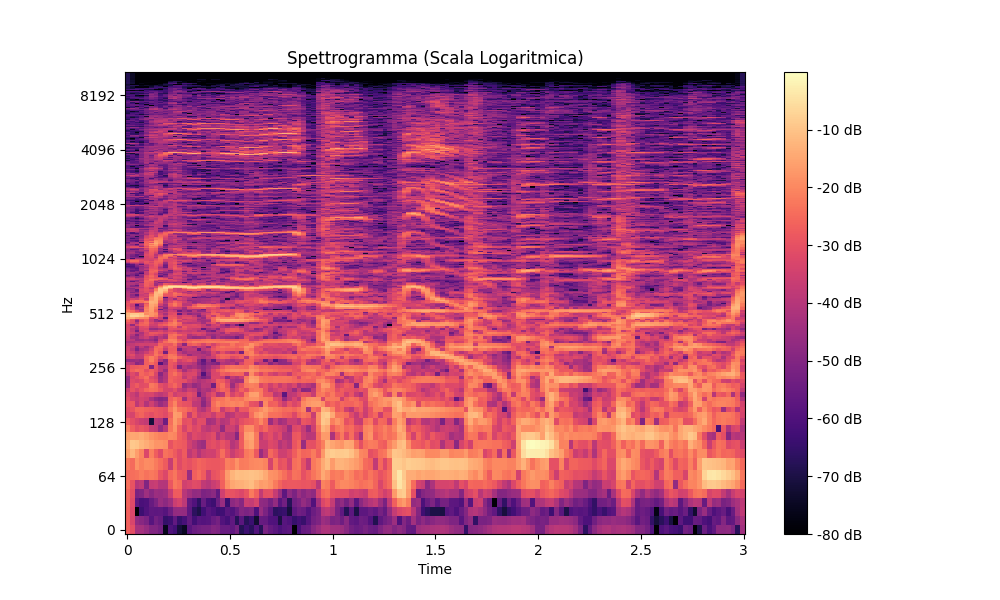 Spettrogramma (Scala Logaritmica)
8192
4096
2048
1024
512
256
128
64
0
Hz
0
0.5
1
1.5
2
2.5
3
Time
-10 dB
-20 dB
-30 dB
-40 dB
-50 dB
-60 dB
-70 dB
-80 dB